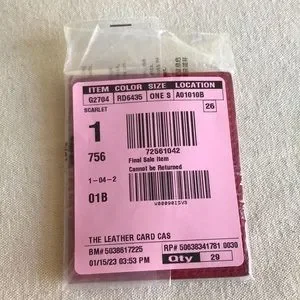 ITEM COLOR SIZE LOCATION
G2704 RD6435 ONE S A01010B
SCARLET 26
1
72561042
756
Final Sale Item
Cannot be Returned
1-04-2
01B
V800901SVS
THE LEATHER CARD CAS
BM# 5038617225 RP# 50638341781 0030
01/15/23 03:53 PM Qty 29